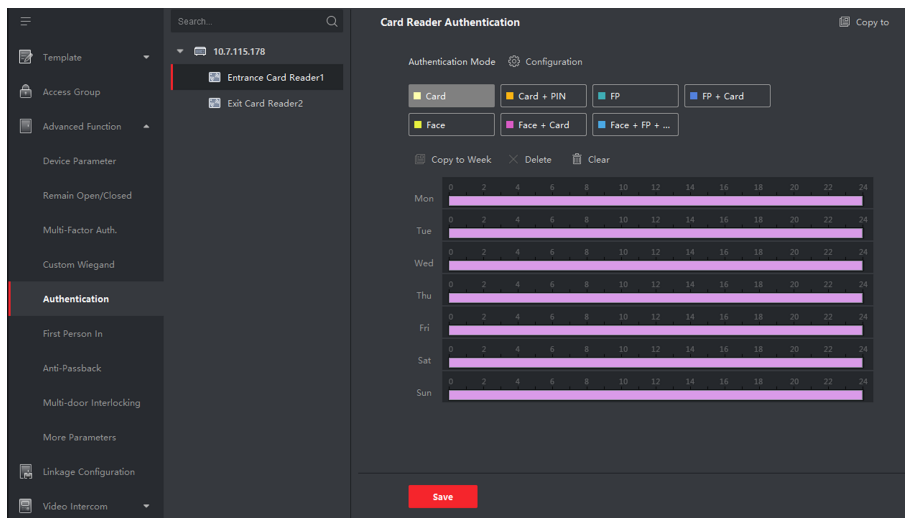 Search...
Template
Access Group
Advanced Function
Device Parameter
Remain Open/Closed
Multi-Factor Auth.
Custom Wiegand
Authentication
First Person In
Anti-Passback
Multi-door Interlocking
More Parameters
Linkage Configuration
Video Intercom
10.7.115.178
Entrance Card Reader1
Exit Card Reader2
Card Reader Authentication
Copy to
Authentication Mode Configuration
Card Card + PIN FP FP + Card
Face Face + Card Face + FP + ...
Copy to Week Delete Clear
0 2 4 6 8 10 12 14 16 18 20 22 24
Mon
0 2 4 6 8 10 12 14 16 18 20 22 24
Tue
0 2 4 6 8 10 12 14 16 18 20 22 24
Wed
0 2 4 6 8 10 12 14 16 18 20 22 24
Thu
0 2 4 6 8 10 12 14 16 18 20 22 24
Fri
0 2 4 6 8 10 12 14 16 18 20 22 24
Sat
0 2 4 6 8 10 12 14 16 18 20 22 24
Sun
Save